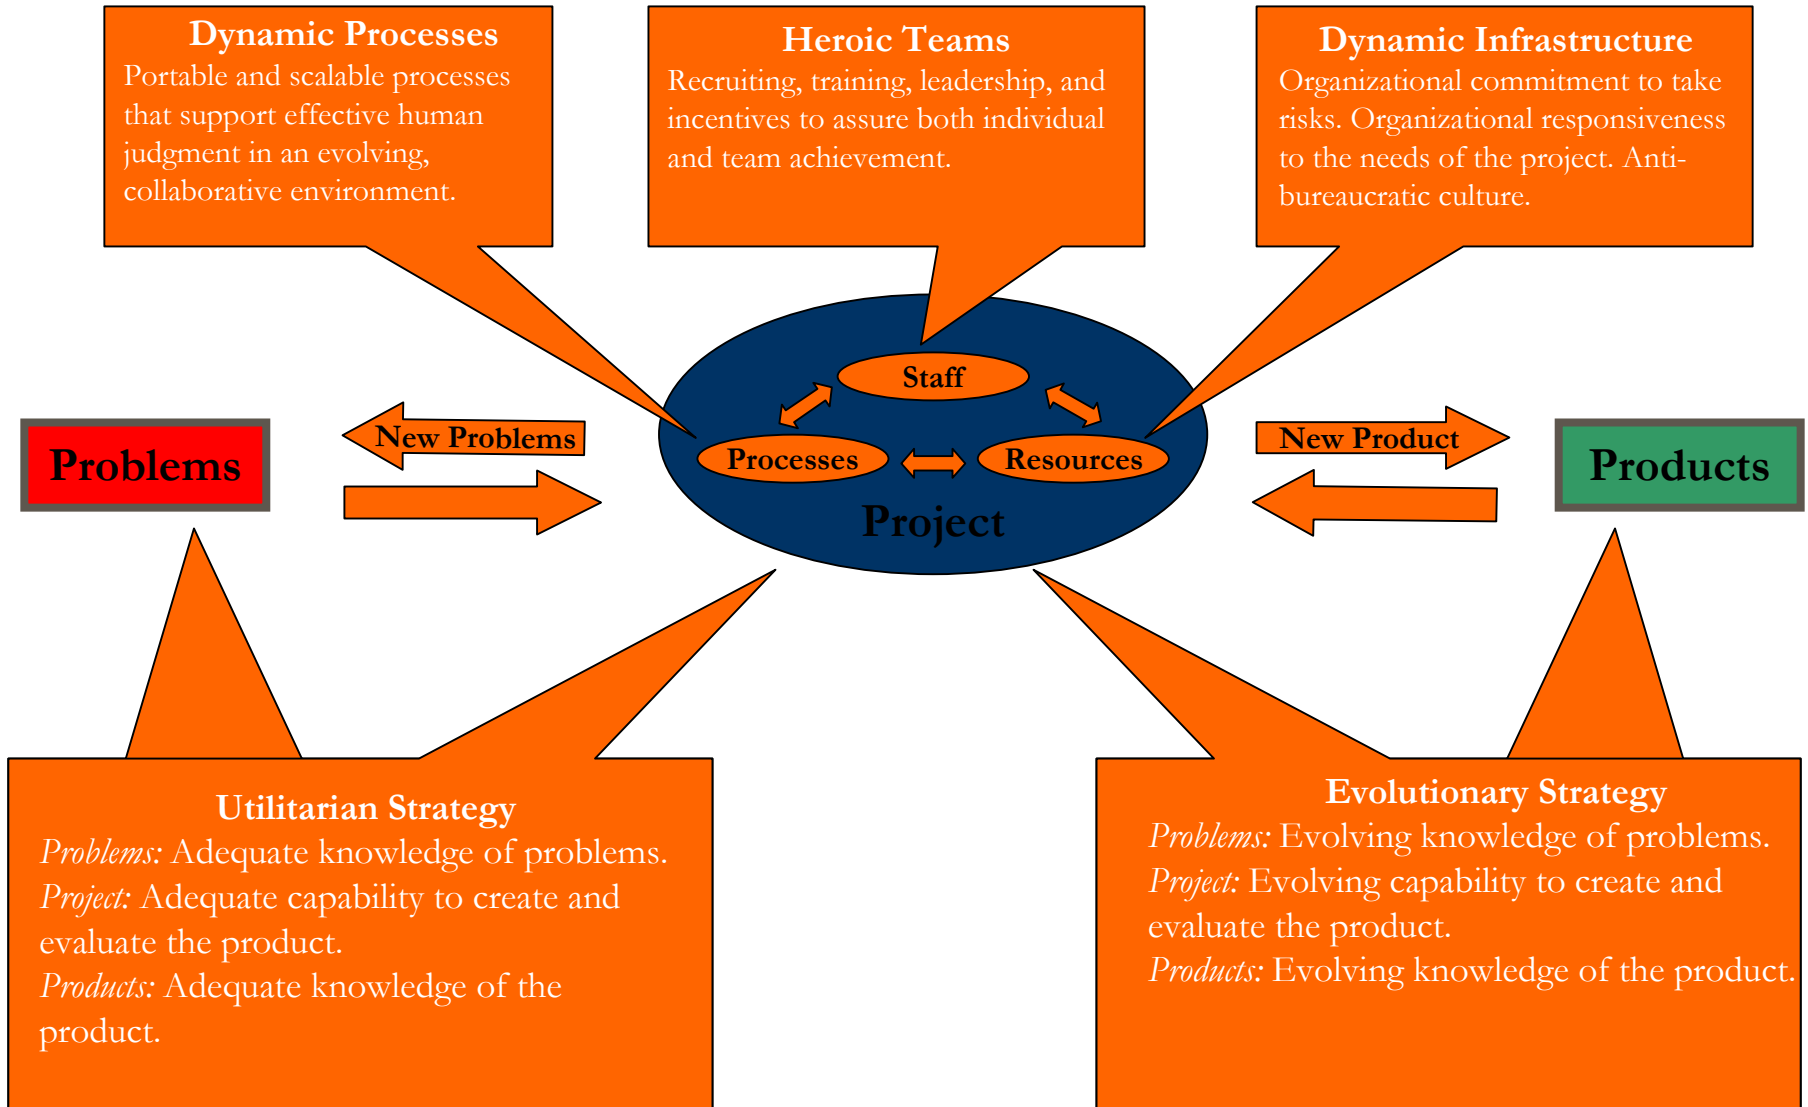 Dynamic Processes
Portable and scalable processes
that support effective human
judgment in an evolving,
collaborative environment.
Heroic Teams
Recruiting, training, leadership, and
incentives to assure both individual
and team achievement.
Dynamic Infrastructure
Organizational commitment to take
risks. Organizational responsiveness
to the needs of the project. Anti-
bureaucratic culture.
Problems
New Problems
Staff
Processes
Resources
Project
New Product
Products
Utilitarian Strategy
Problems: Adequate knowledge of problems.
Project: Adequate capability to create and
evaluate the product.
Products: Adequate knowledge of the
product.
Evolutionary Strategy
Problems: Evolving knowledge of problems.
Project: Evolving capability to create and
evaluate the product.
Products: Evolving knowledge of the product.